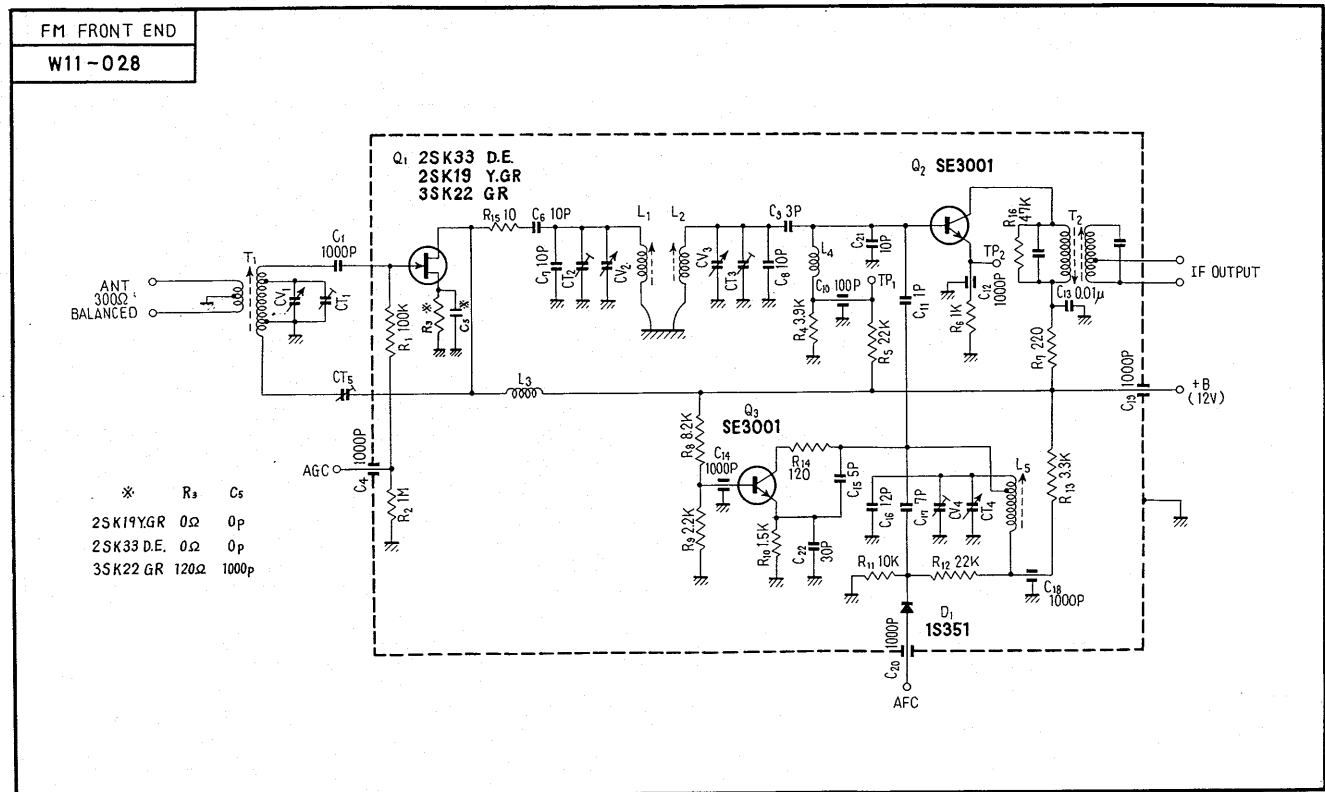 FM FRONT END
W11-028
Q1 2SK33 D.E.
2SK19 Y.GR
3SK22 GR
Q2 SE3001
R15 10
C6 10P
L1
L2
C9 3P
C7 10P
CT2
CV2
CV3
CT3
C8 10P
L4
C21 10P
TP1
C10 100P
R4 3.9K
R5 22K
C11 1P
TP2
C12 1000P
R6 1K
R16 47K
T2
C13 0.01μ
R7 220
IF OUTPUT
C1 1000P
T1
ANT
300Ω
BALANCED
CV1
CT1
R1 100K
R3 ※
C5 ※
CT5
L3
C19 1000P
+B
(12V)
AGC
C4 1000P
R2 1M
Q3
SE3001
R8 8.2K
C14 1000P
R14 120
C15 5P
C16 12P
C17 7P
CV4
CT4
L5
R13 3.3K
R9 2.2K
R10 1.5K
C22 30P
R11 10K
R12 22K
C18 1000P
D1
1S351
C20 1000P
AFC
※ R3 C5
2SK19Y.GR 0Ω 0p
2SK33 D.E. 0Ω 0p
3SK22 GR 120Ω 1000p